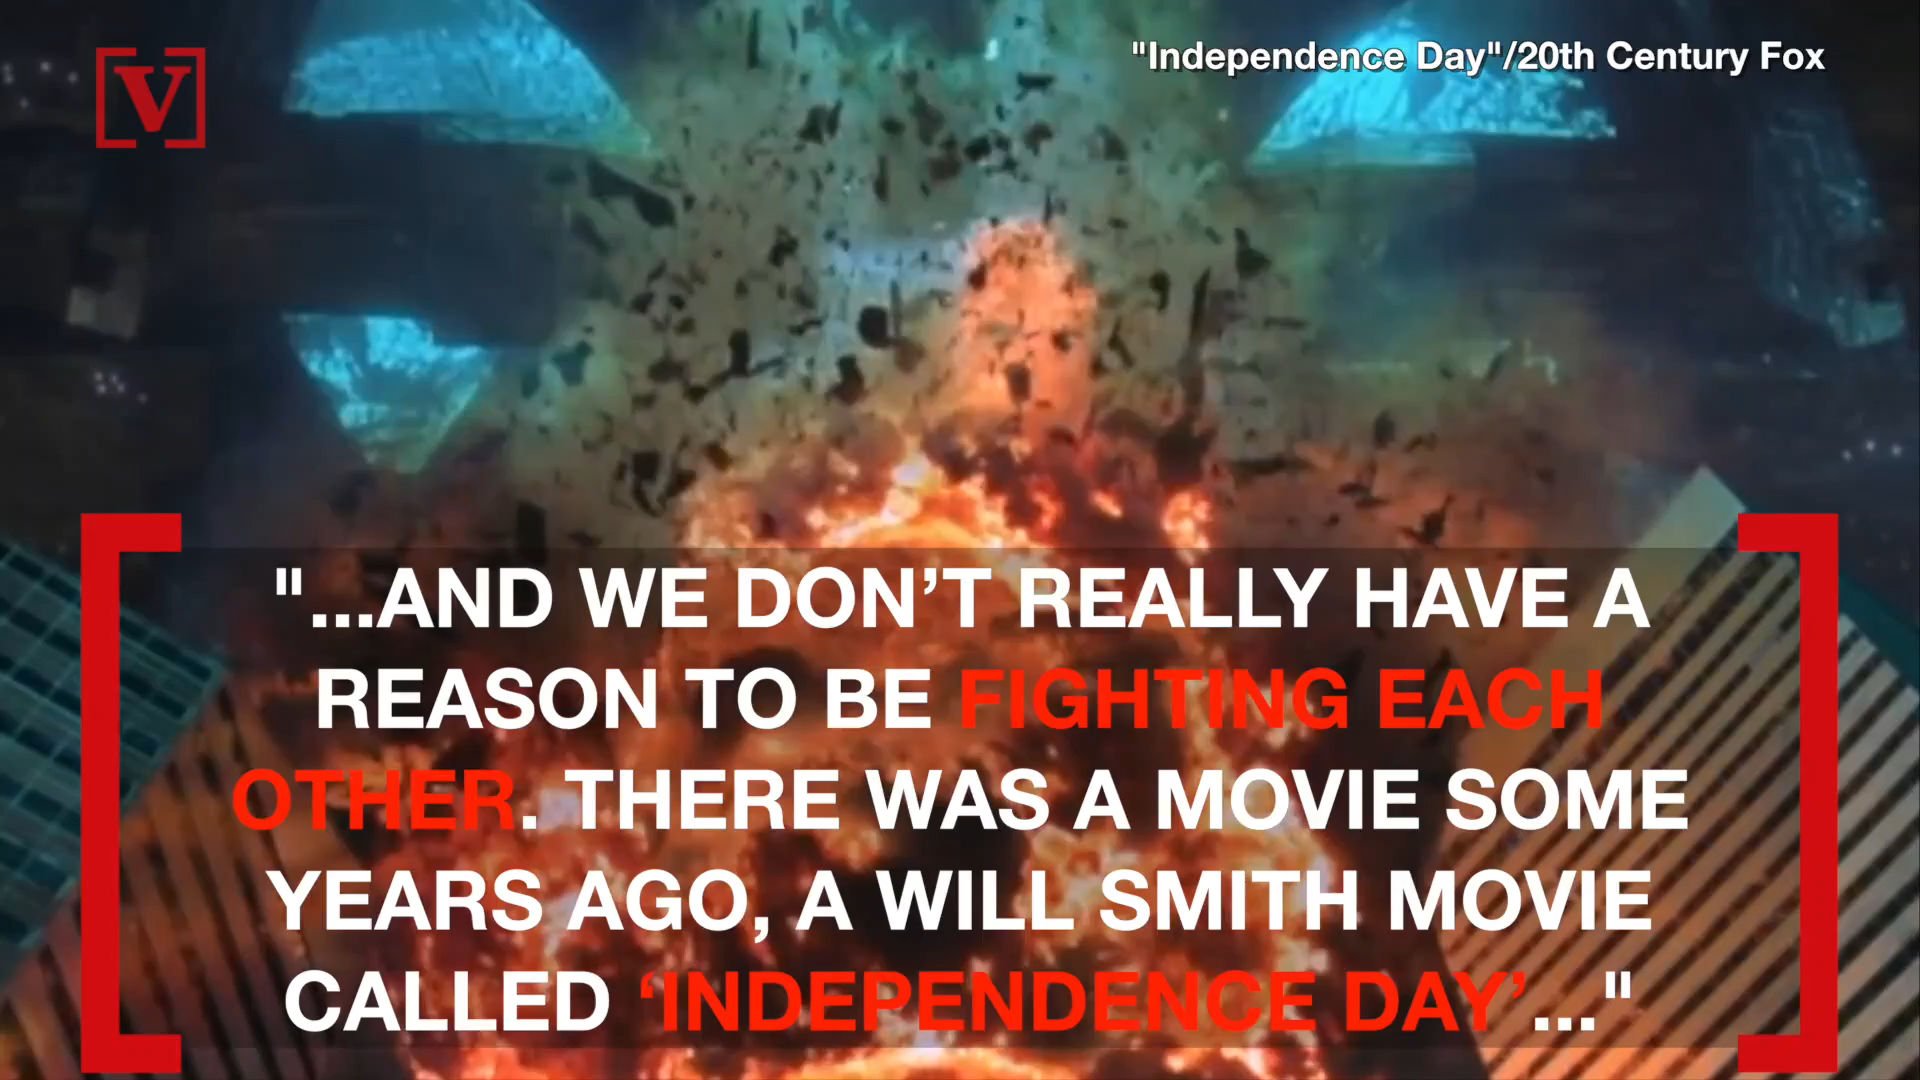 "Independence Day"/20th Century Fox
V
"...AND WE DON’T REALLY HAVE A
REASON TO BE FIGHTING EACH
OTHER. THERE WAS A MOVIE SOME
YEARS AGO, A WILL SMITH MOVIE
CALLED ‘INDEPENDENCE DAY’..."